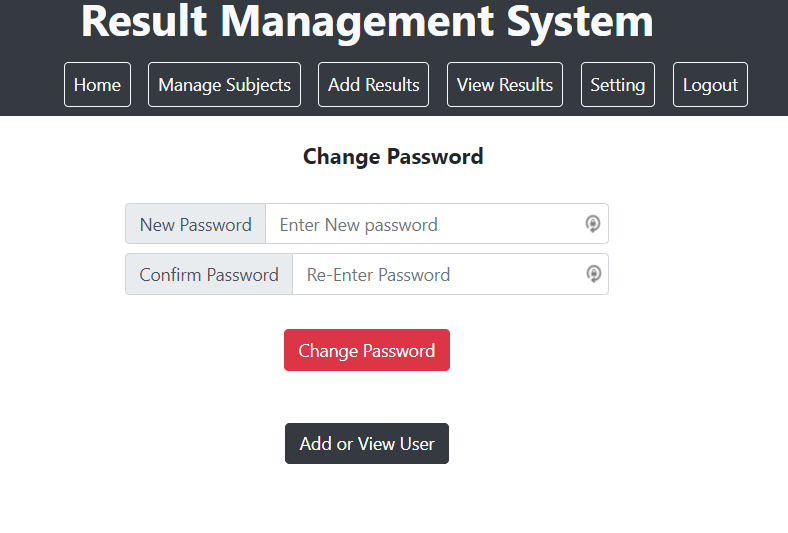 Result Management System
Home Manage Subjects Add Results View Results Setting Logout
Change Password
New Password Enter New password
Confirm Password Re-Enter Password
Change Password
Add or View User